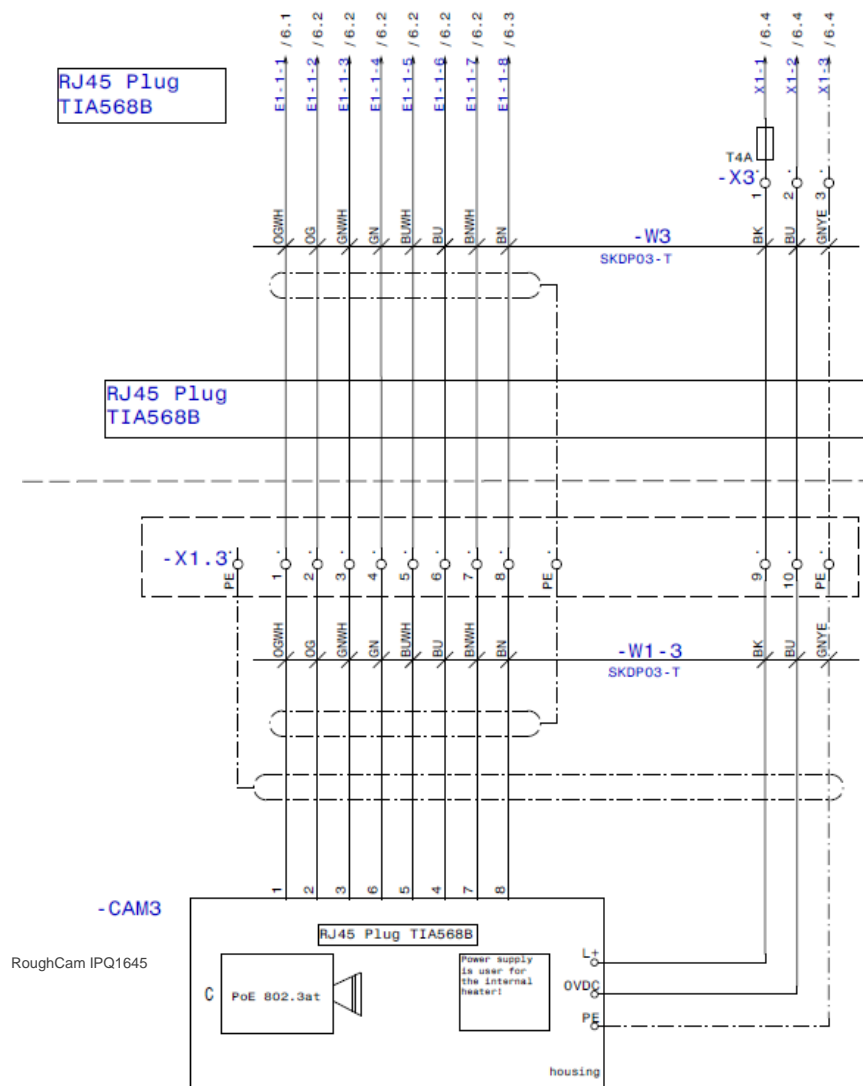 /6.1
/6.2
/6.2
/6.2
/6.2
/6.2
/6.2
/6.3
/6.4
/6.4
/6.4
E1-1-1
E1-1-2
E1-1-3
E1-1-4
E1-1-5
E1-1-6
E1-1-7
E1-1-8
X1-1
X1-2
X1-3
RJ45 Plug
TIA568B
T4A
-X3
1
2
3
OGWH
OG
GNWH
GN
BUWH
BU
BNWH
BN
-W3
SKDP03-T
BK
BU
GNYE
RJ45 Plug
TIA568B
-X1.3
PE
1
2
3
4
5
6
7
8
PE
9
10
PE
OGWH
OG
GNWH
GN
BUWH
BU
BNWH
BN
-W1-3
SKDP03-T
BK
BU
GNYE
1
2
3
6
5
4
7
8
-CAM3
RJ45 Plug TIA568B
RoughCam IPQ1645
C
PoE 802.3at
Power supply
is user for
the internal
heater!
L+
0VDC
PE
housing